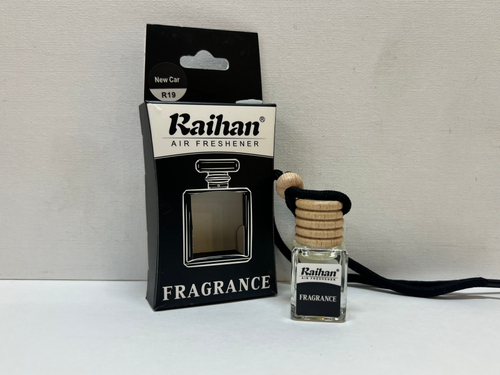 New Car
R19
Raihan®
AIR FRESHENER
FRAGRANCE
Raihan®
AIR FRESHENER
FRAGRANCE